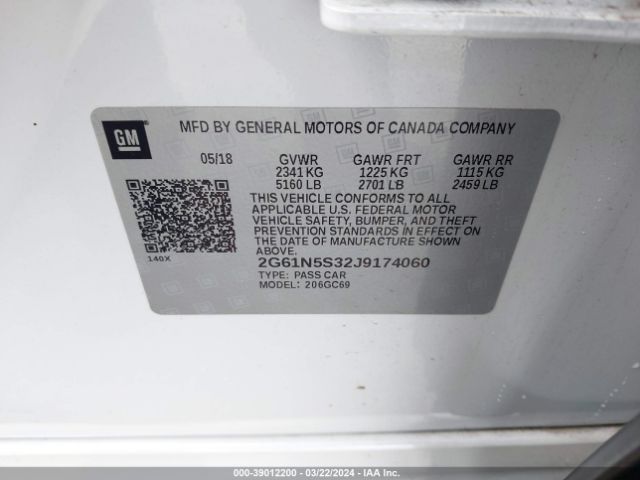 GM
MFD BY GENERAL MOTORS OF CANADA COMPANY
05/18 GVWR GAWR FRT GAWR RR
2341 KG 1225 KG 1115 KG
5160 LB 2701 LB 2459 LB
THIS VEHICLE CONFORMS TO ALL
APPLICABLE U.S. FEDERAL MOTOR
VEHICLE SAFETY, BUMPER, AND THEFT
PREVENTION STANDARDS IN EFFECT ON
THE DATE OF MANUFACTURE SHOWN
ABOVE.
140X
2G61N5S32J9174060
TYPE: PASS CAR
MODEL: 206GC69
000-39012200 - 03/22/2024 - IAA Inc.